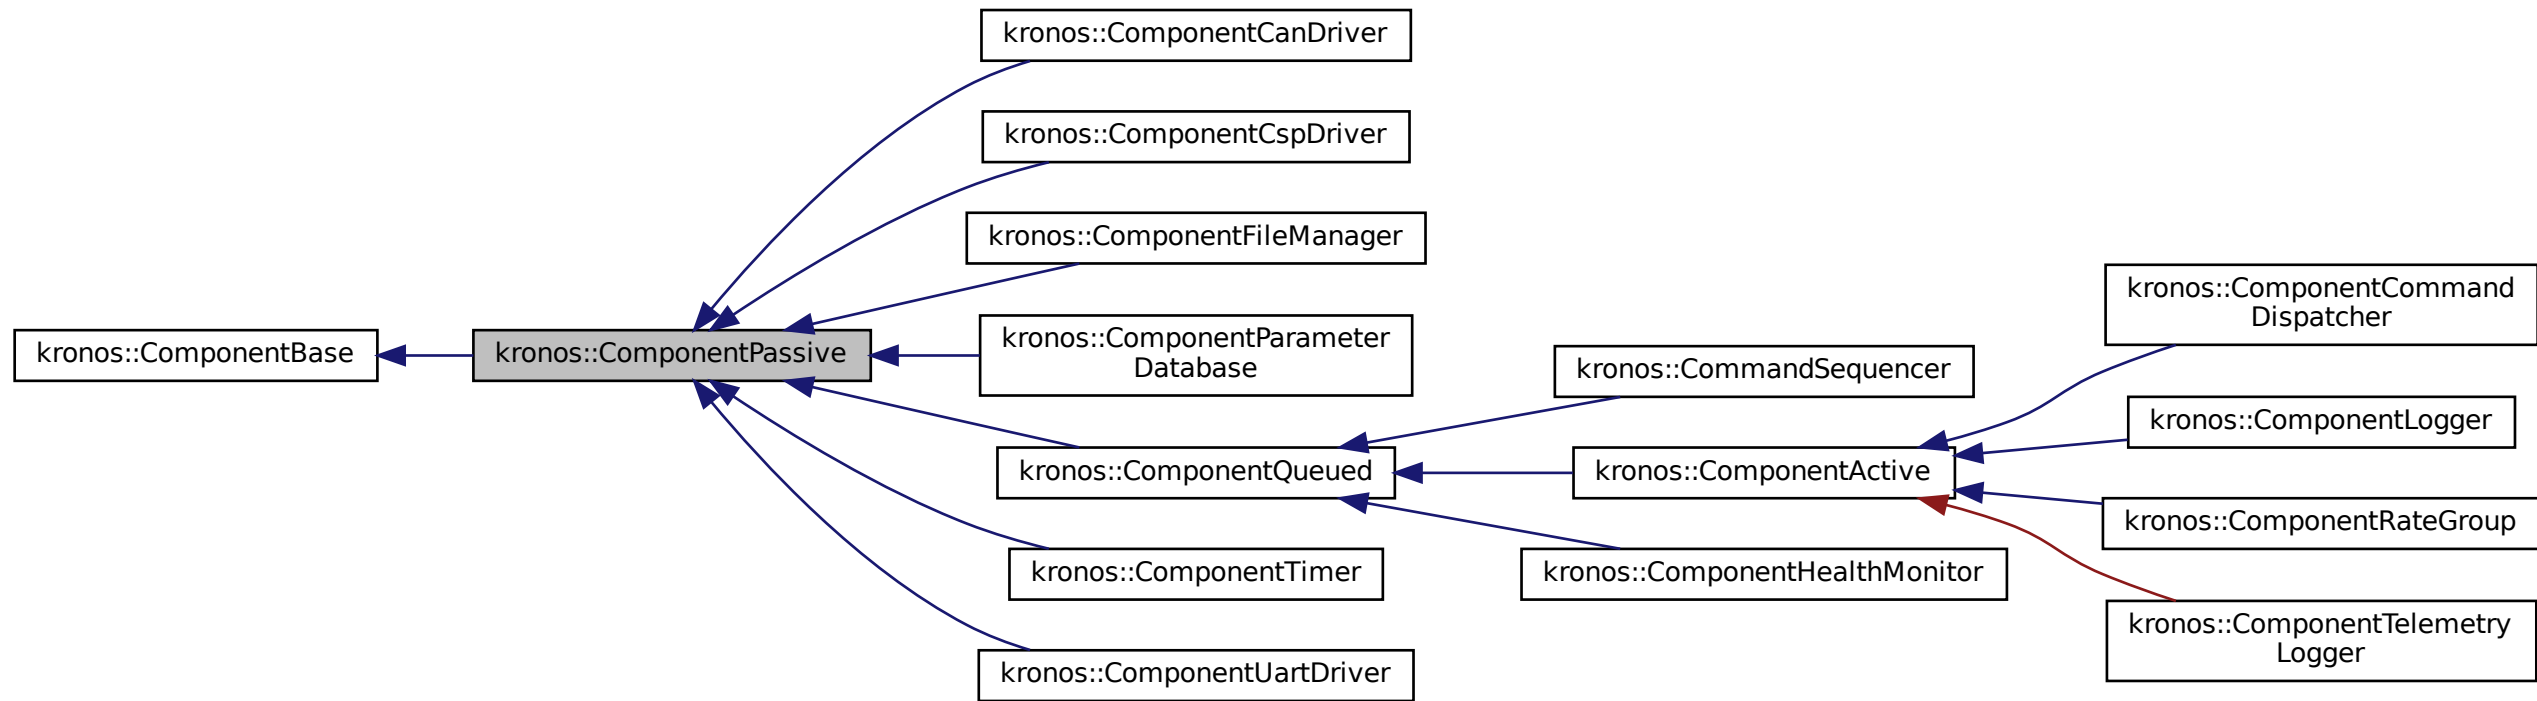 kronos::ComponentCanDriver
kronos::ComponentCspDriver
kronos::ComponentFileManager
kronos::ComponentBase
kronos::ComponentPassive
kronos::ComponentParameter
Database
kronos::ComponentQueued
kronos::ComponentTimer
kronos::ComponentUartDriver
kronos::CommandSequencer
kronos::ComponentActive
kronos::ComponentHealthMonitor
kronos::ComponentCommand
Dispatcher
kronos::ComponentLogger
kronos::ComponentRateGroup
kronos::ComponentTelemetry
Logger